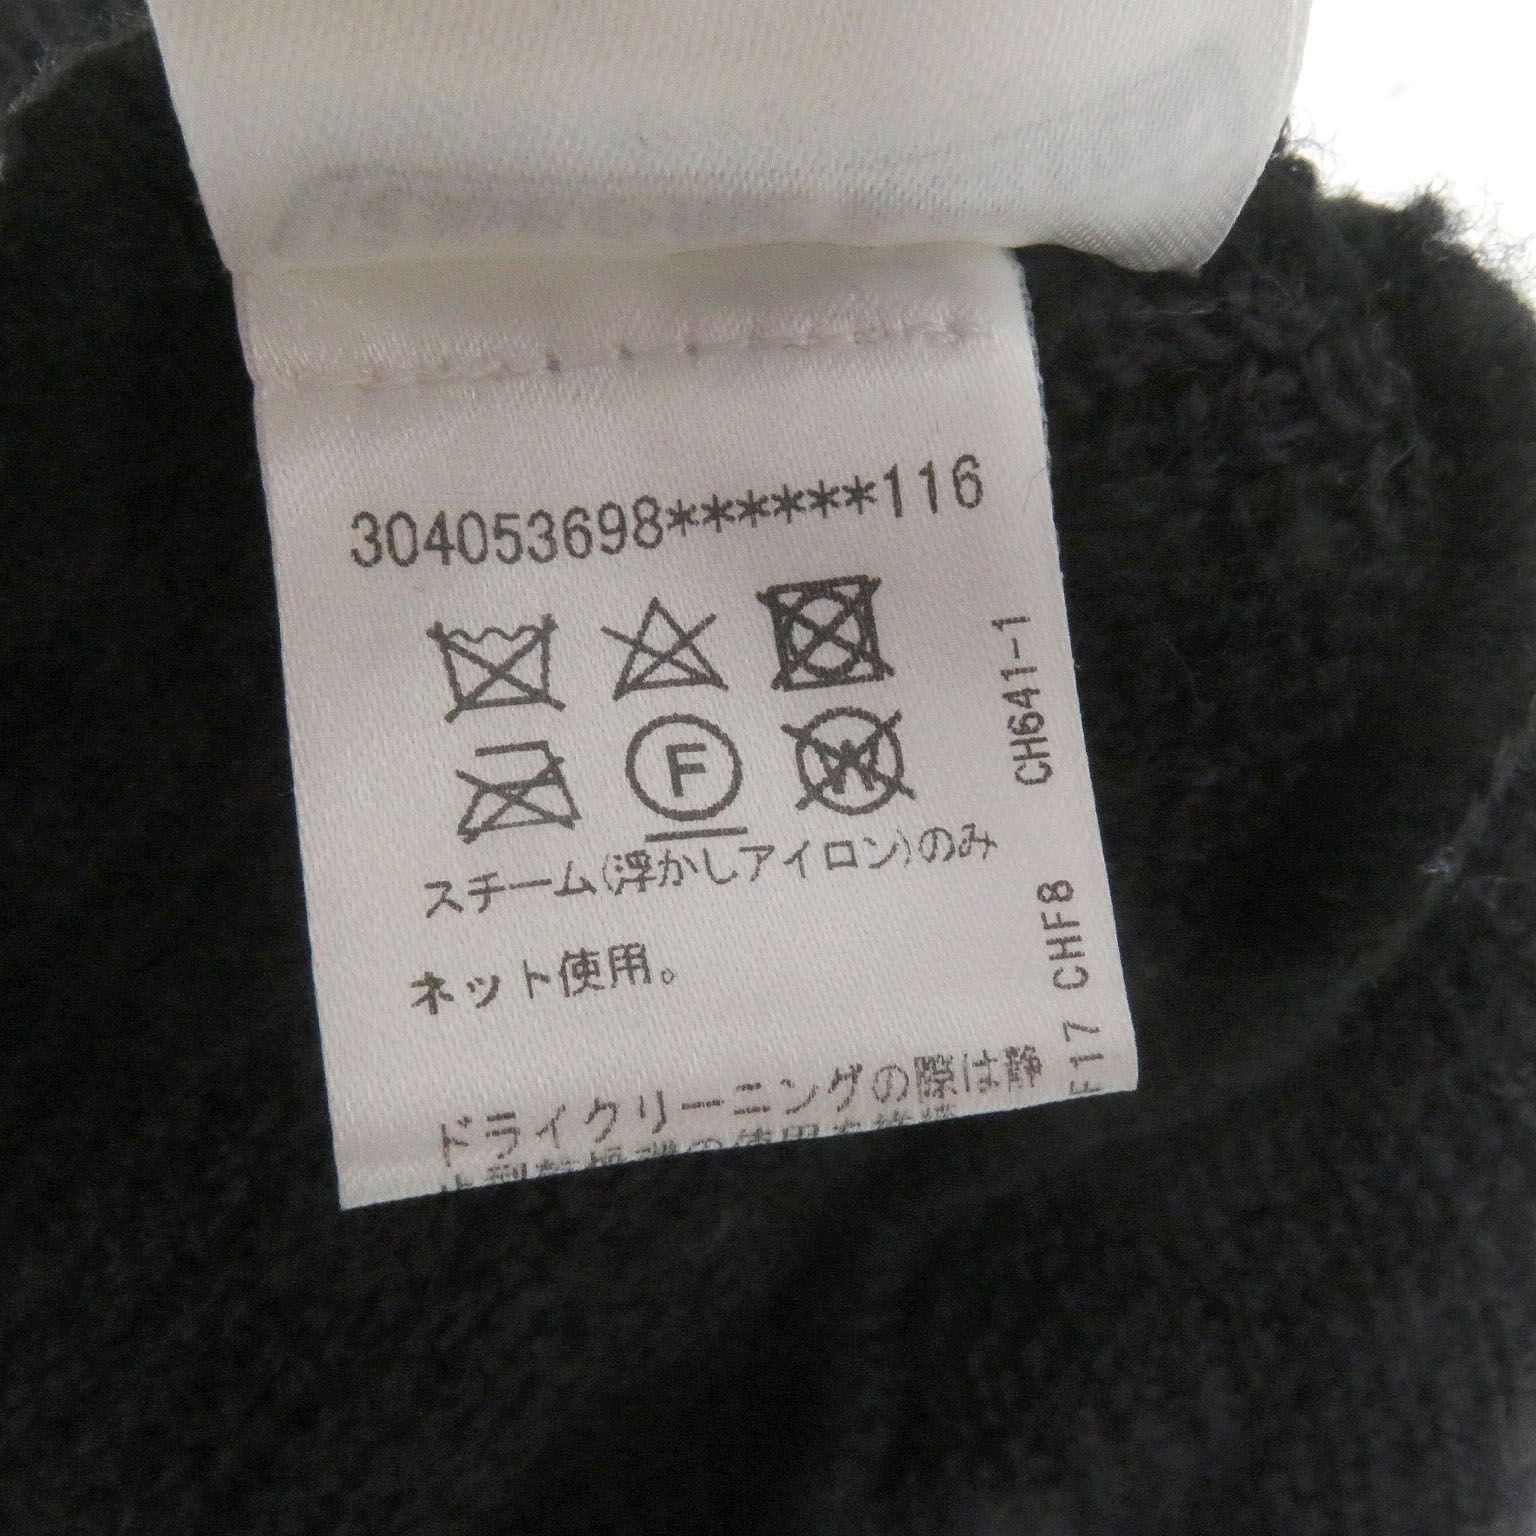 304053698******116
F
W
スチーム(浮かしアイロン)のみ
ネット使用。
ドライクリーニングの際は静
CH641-1
F17 CHF8